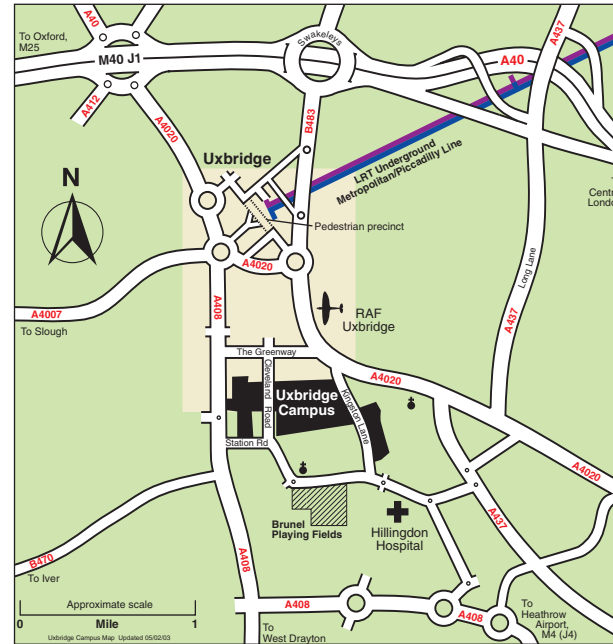 A40
A437
To Oxford,
M25
Swakeleys
M40 J1
A40
A412
A4020
B483
Uxbridge
LRT Underground
Metropolitan/Piccadilly Line
To
Centr
London
N
Pedestrian precinct
Long Lane
A4020
A4007
A408
RAF
Uxbridge
A437
To Slough
The Greenway
A4020
Cleveland Road
Uxbridge
Campus
Kingston Lane
Station Rd
A4020
B470
A408
Brunel
Playing Fields
Hillingdon
Hospital
A437
To Iver
Approximate scale
0 Mile 1
Uxbridge Campus Map Updated 05/02/03
A408
A408
To
West Drayton
To
Heathrow
Airport,
M4 (J4)